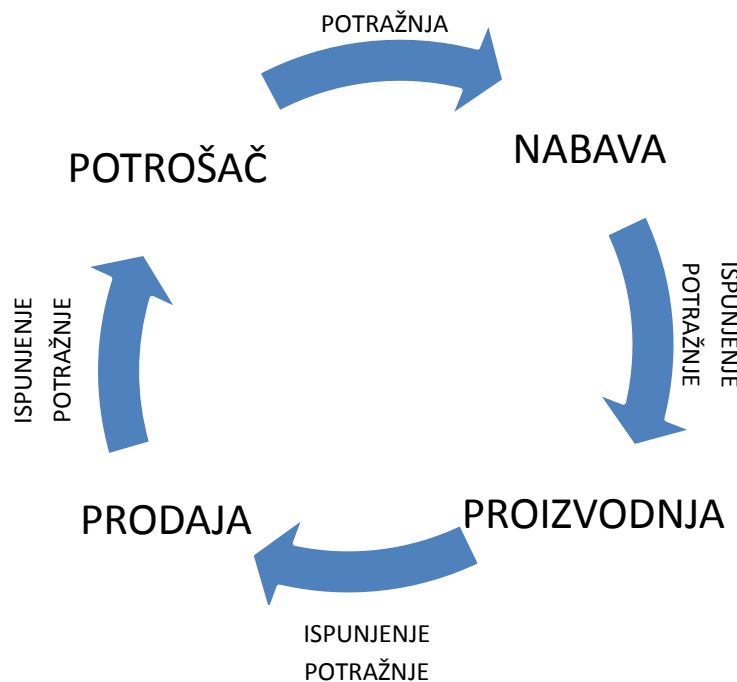 POTRAŽNJA
POTROŠAČ
NABAVA
ISPUNJENJE
POTRAŽNJE
ISPUNJENJE
POTRAŽNJE
PRODAJA
PROIZVODNJA
ISPUNJENJE
POTRAŽNJE